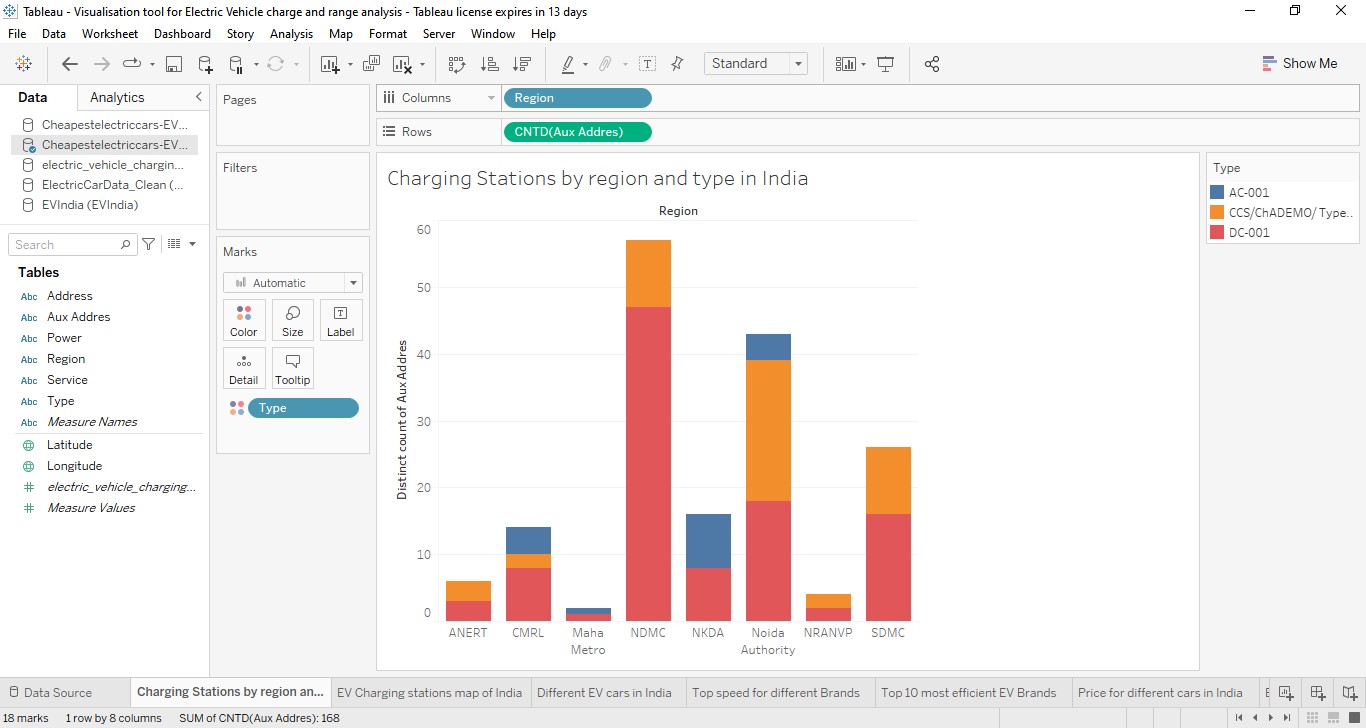 Tableau - Visualisation tool for Electric Vehicle charge and range analysis - Tableau license expires in 13 days
File Data Worksheet Dashboard Story Analysis Map Format Server Window Help
Standard
Show Me
Data Analytics
Cheapestelectriccars-EV...
Cheapestelectriccars-EV...
electric_vehicle_chargin...
ElectricCarData_Clean (...
EVIndia (EVIndia)
Search
Tables
Abc Address
Abc Aux Addres
Abc Power
Abc Region
Abc Service
Abc Type
Abc Measure Names
Latitude
Longitude
electric_vehicle_charging...
Measure Values
Pages
Filters
Marks
Automatic
Color Size Label
Detail Tooltip
Type
Columns Region
Rows CNTD(Aux Addres)
Charging Stations by region and type in India
Region
Distinct count of Aux Addres
60
50
40
30
20
10
0
ANERT CMRL Maha Metro NDMC NKDA Noida Authority NRANVP SDMC
Type
AC-001
CCS/ChADEMO/ Type..
DC-001
Data Source Charging Stations by region an... EV Charging stations map of India Different EV cars in India Top speed for different Brands Top 10 most efficient EV Brands Price for different cars in India
18 marks 1 row by 8 columns SUM of CNTD(Aux Addres): 168